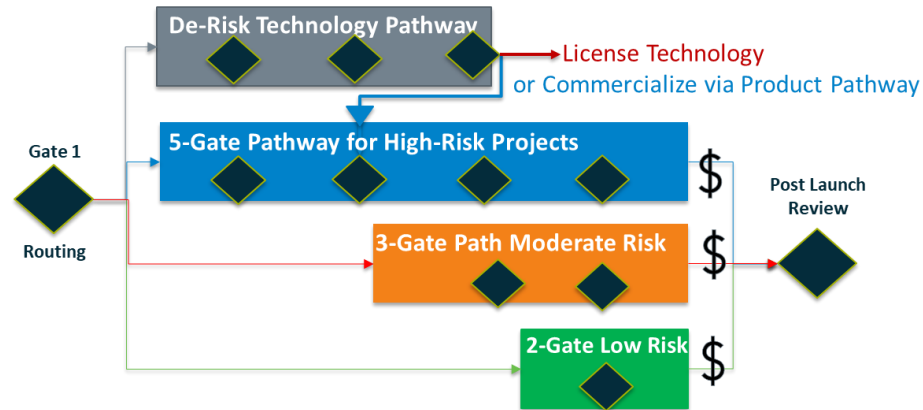 De-Risk Technology Pathway
License Technology
or Commercialize via Product Pathway
Gate 1
Routing
5-Gate Pathway for High-Risk Projects
$
3-Gate Path Moderate Risk
$
2-Gate Low Risk
$
Post Launch
Review